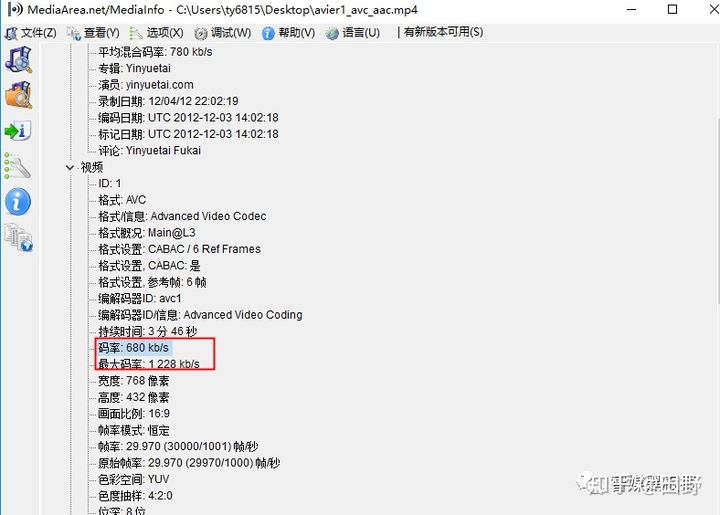 MediaArea.net/MediaInfo - C:\Users\ty6815\Desktop\avier1_avc_aac.mp4
文件(Z) 查看(Y) 选项(X) 调试(W) 帮助(V) 语言(U) | 有新版本可用(S)
平均混合码率: 780 kb/s
专辑: Yinyuetai
演员: yinyuetai.com
录制日期: 12/04/12 22:02:19
编码日期: UTC 2012-12-03 14:02:18
标记日期: UTC 2012-12-03 14:02:18
评论: Yinyuetai Fukai
视频
ID: 1
格式: AVC
格式/信息: Advanced Video Codec
格式概况: Main@L3
格式设置: CABAC / 6 Ref Frames
格式设置, CABAC: 是
格式设置, 参考帧: 6 帧
编解码器ID: avc1
编解码器ID/信息: Advanced Video Coding
持续时间: 3 分 46 秒
码率: 680 kb/s
最大码率: 1 228 kb/s
宽度: 768 像素
高度: 432 像素
画面比例: 16:9
帧率模式: 恒定
帧率: 29.970 (30000/1001) 帧/秒
原始帧率: 29.970 (29970/1000) 帧/秒
色彩空间: YUV
色度抽样: 4:2:0
位深: 8 位
知乎 @田野